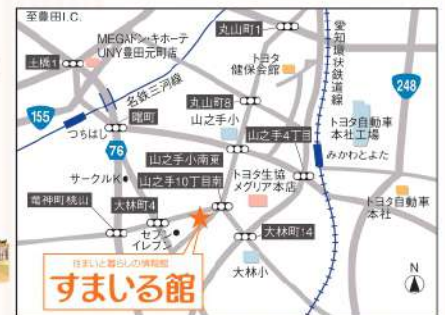 至豊田I.C.
MEGAドン・キホーテ
UNY豊田元町店
丸山町1
土橋1
トヨタ
健保会館
愛知環状鉄道線
248
名鉄三河線
丸山町8
155
つちはし
曙町
山之手小
山之手4丁目
トヨタ自動車
本社工場
76
山之手小南東
みかわとよた
サークルK
山之手10丁目南
トヨタ生協
メグリア本店
竜神町桃山
大林町4
トヨタ自動車
本社
セブン
イレブン
大林町14
大林小
住まいと暮らしの情報館
すまいる館
N